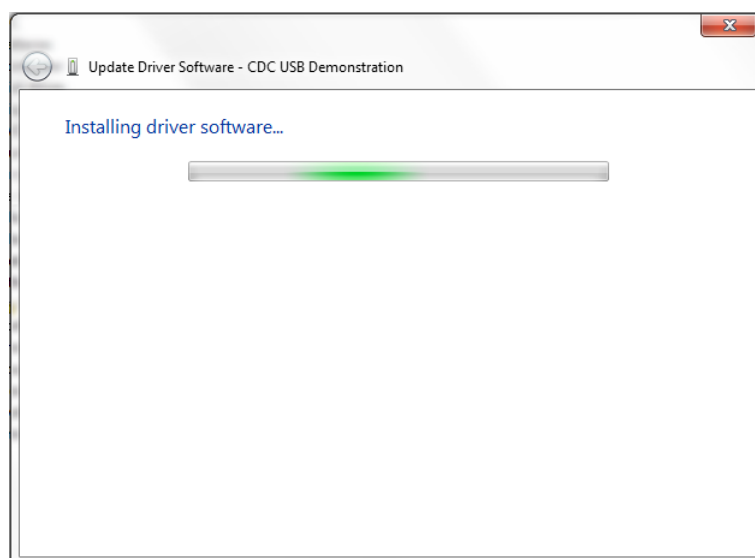 Update Driver Software - CDC USB Demonstration
Installing driver software...